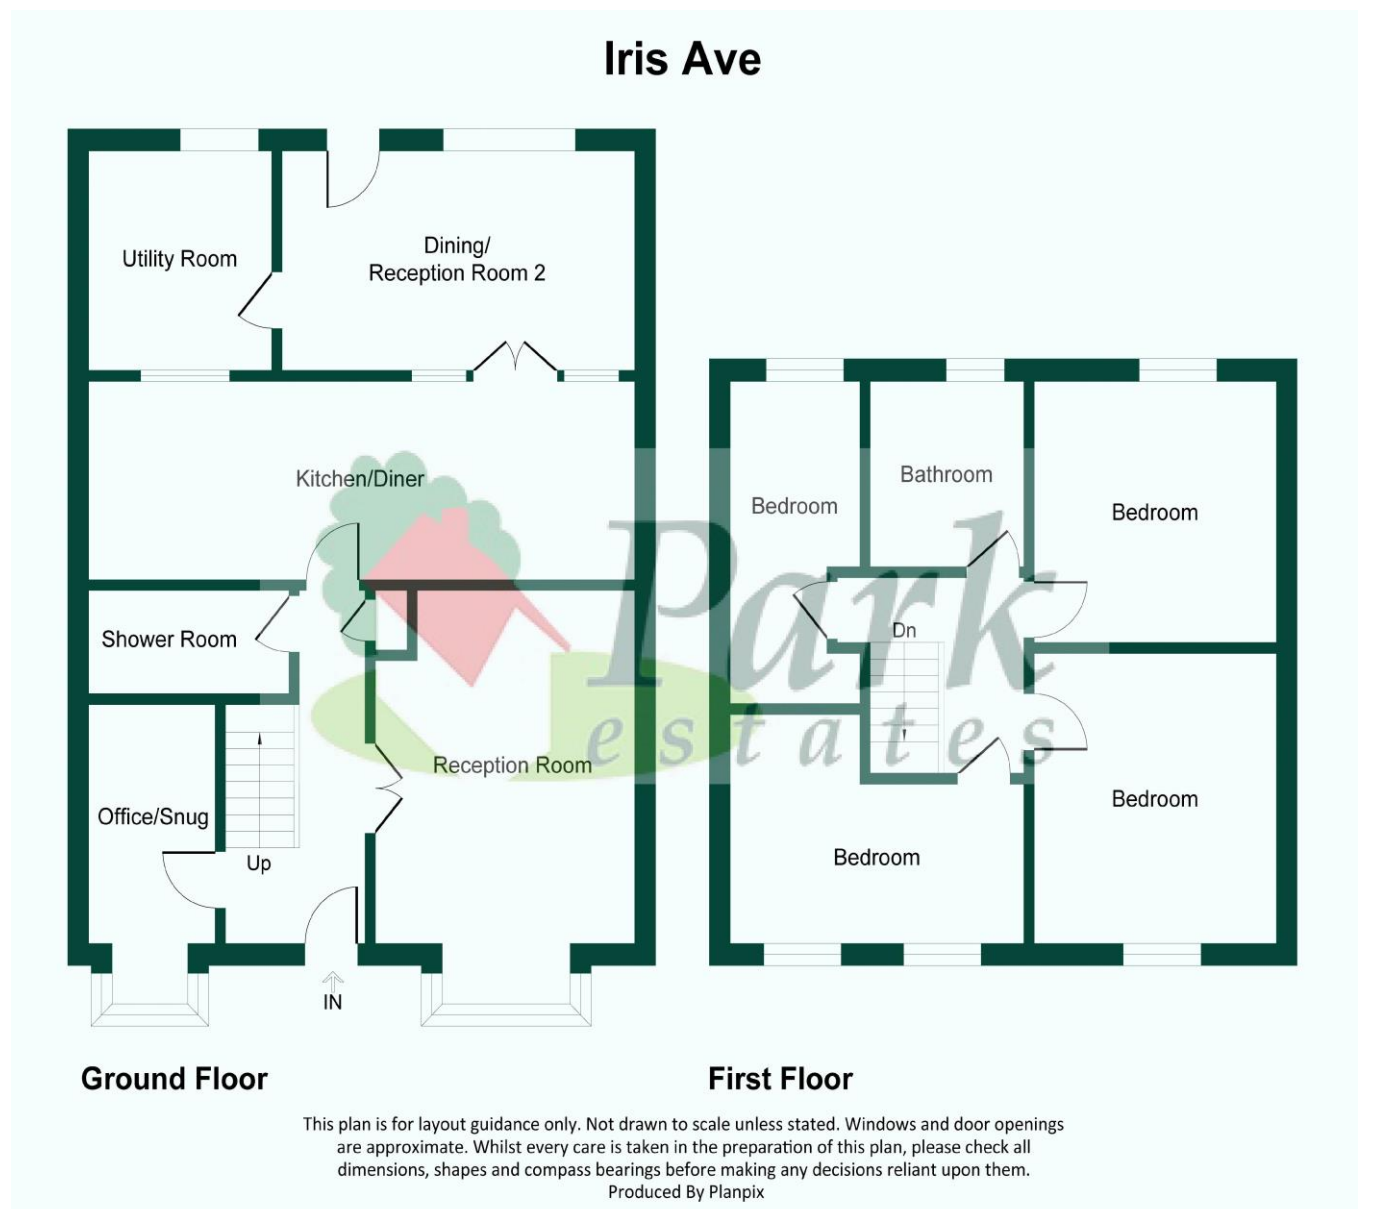 Iris Ave
Utility Room
Dining/
Reception Room 2
Kitchen/Diner
Shower Room
Office/Snug
Up
Reception Room
IN
Bedroom
Bathroom
Bedroom
Dn
Bedroom
Bedroom
Park
estates
Ground Floor
First Floor
This plan is for layout guidance only. Not drawn to scale unless stated. Windows and door openings
are approximate. Whilst every care is taken in the preparation of this plan, please check all
dimensions, shapes and compass bearings before making any decisions reliant upon them.
Produced By Planpix